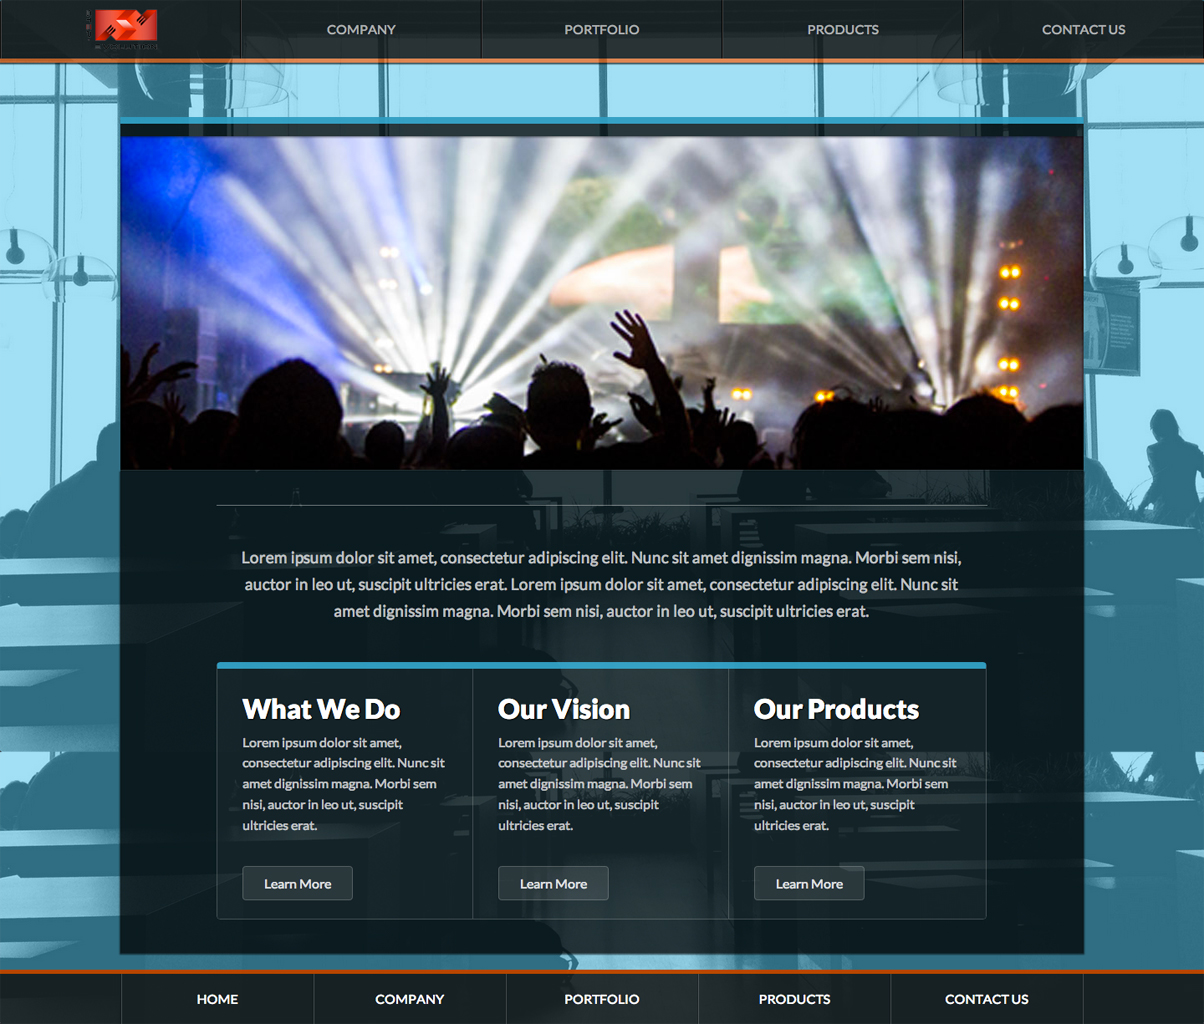 COMPANY
PORTFOLIO
PRODUCTS
CONTACT US
Lorem ipsum dolor sit amet, consectetur adipiscing elit. Nunc sit amet dignissim magna. Morbi sem nisi,
auctor in leo ut, suscipit ultricies erat. Lorem ipsum dolor sit amet, consectetur adipiscing elit. Nunc sit
amet dignissim magna. Morbi sem nisi, auctor in leo ut, suscipit ultricies erat.
What We Do
Lorem ipsum dolor sit amet,
consectetur adipiscing elit. Nunc sit
amet dignissim magna. Morbi sem
nisi, auctor in leo ut, suscipit
ultricies erat.
Learn More
Our Vision
Lorem ipsum dolor sit amet,
consectetur adipiscing elit. Nunc sit
amet dignissim magna. Morbi sem
nisi, auctor in leo ut, suscipit
ultricies erat.
Learn More
Our Products
Lorem ipsum dolor sit amet,
consectetur adipiscing elit. Nunc sit
amet dignissim magna. Morbi sem
nisi, auctor in leo ut, suscipit
ultricies erat.
Learn More
HOME
COMPANY
PORTFOLIO
PRODUCTS
CONTACT US